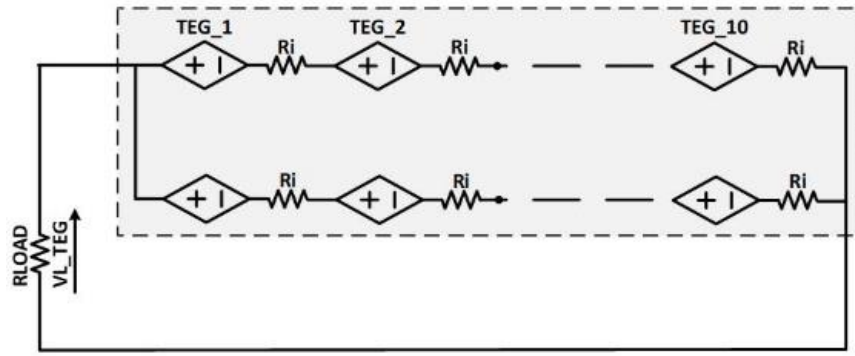 TEG_1 TEG_2 TEG_10
Ri Ri Ri
+ − + − + −
Ri Ri Ri
+ − + − + −
RLOAD
VL_TEG